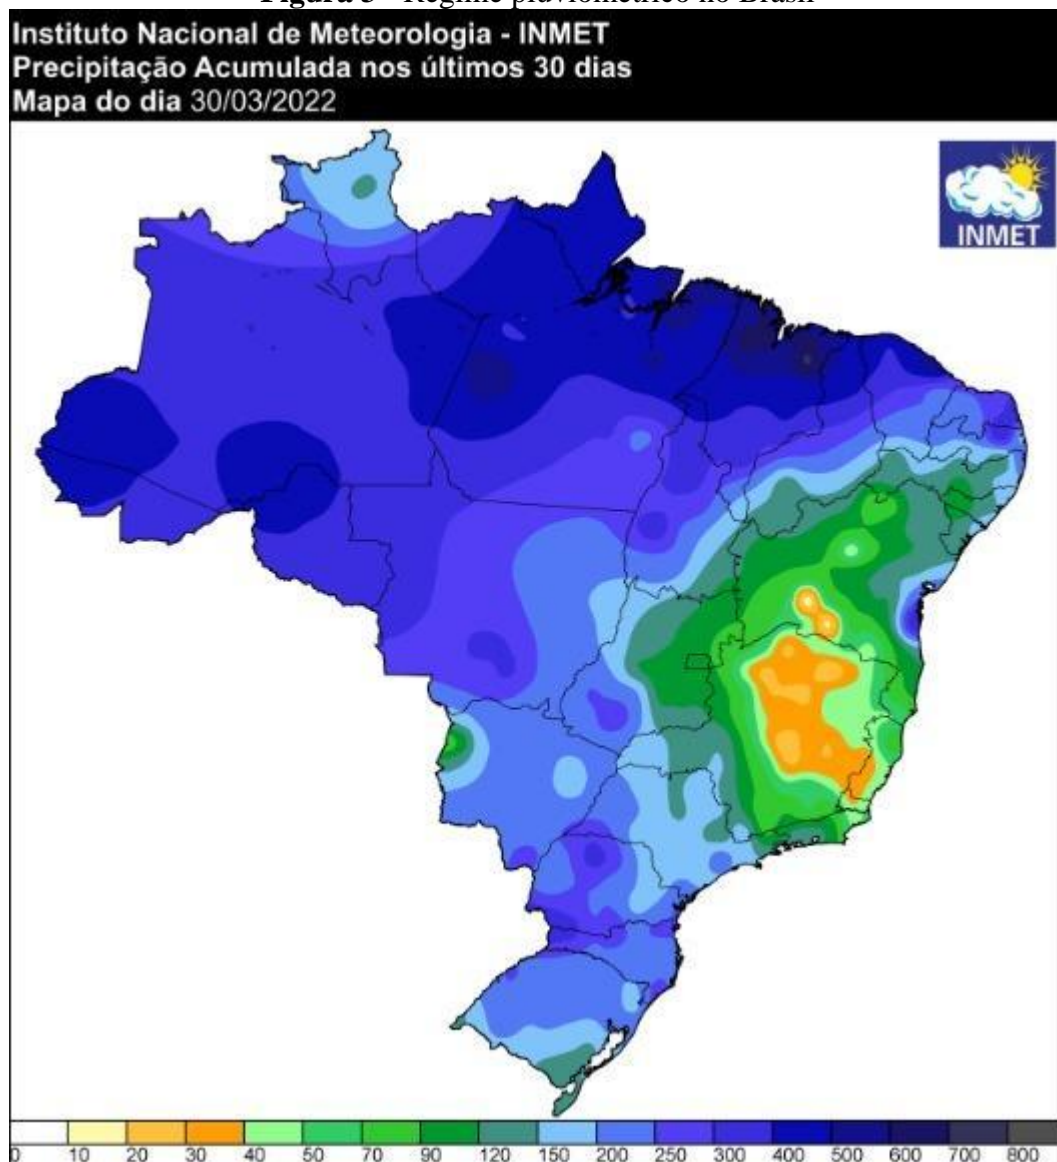 Figura 3 - Regime pluviométrico no Brasil
Instituto Nacional de Meteorologia - INMET
Precipitação Acumulada nos últimos 30 dias
Mapa do dia 30/03/2022
INMET
0 10 20 30 40 50 70 90 120 150 200 250 300 400 500 600 700 800